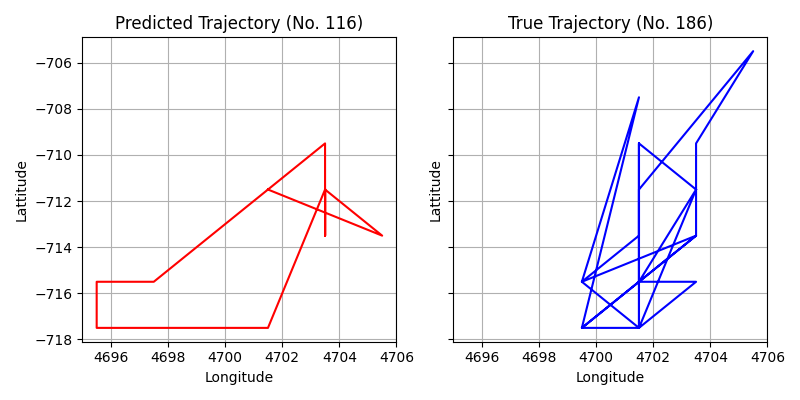 Predicted Trajectory (No. 116)
True Trajectory (No. 186)
−706
−708
−710
−712
−714
−716
−718
Lattitude
Lattitude
4696 4698 4700 4702 4704 4706
4696 4698 4700 4702 4704 4706
Longitude
Longitude